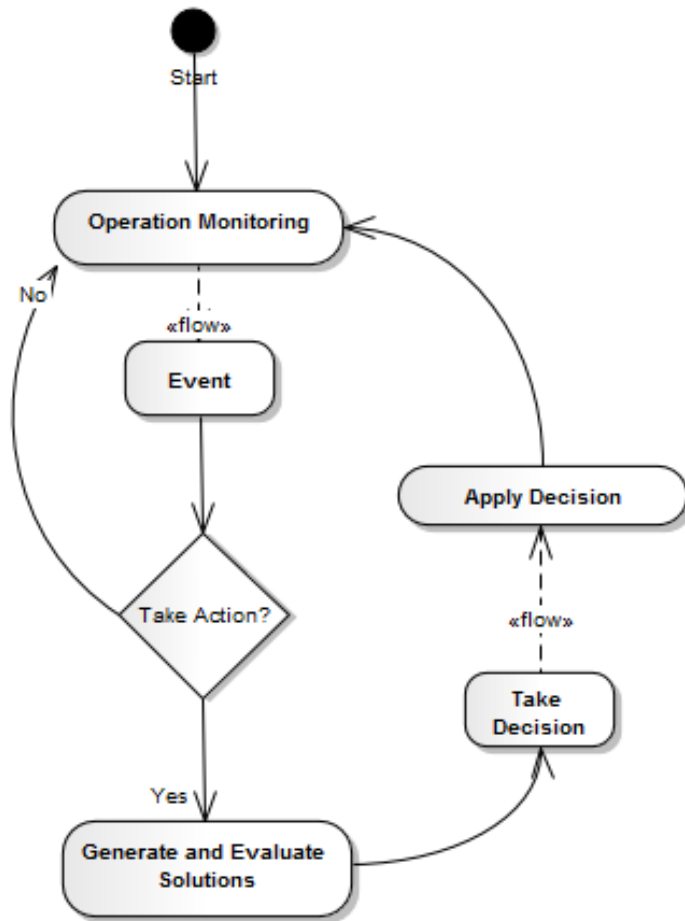 Start
Operation Monitoring
No
«flow»
Event
Take Action?
Yes
Generate and Evaluate
Solutions
Take
Decision
«flow»
Apply Decision